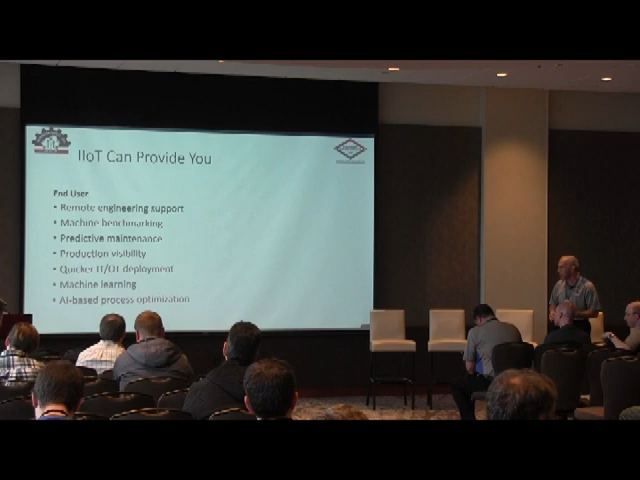 IIoT Can Provide You
End User
• Remote engineering support
• Machine benchmarking
• Predictive maintenance
• Production visibility
• Quicker IT/OT deployment
• Machine learning
• AI-based process optimization